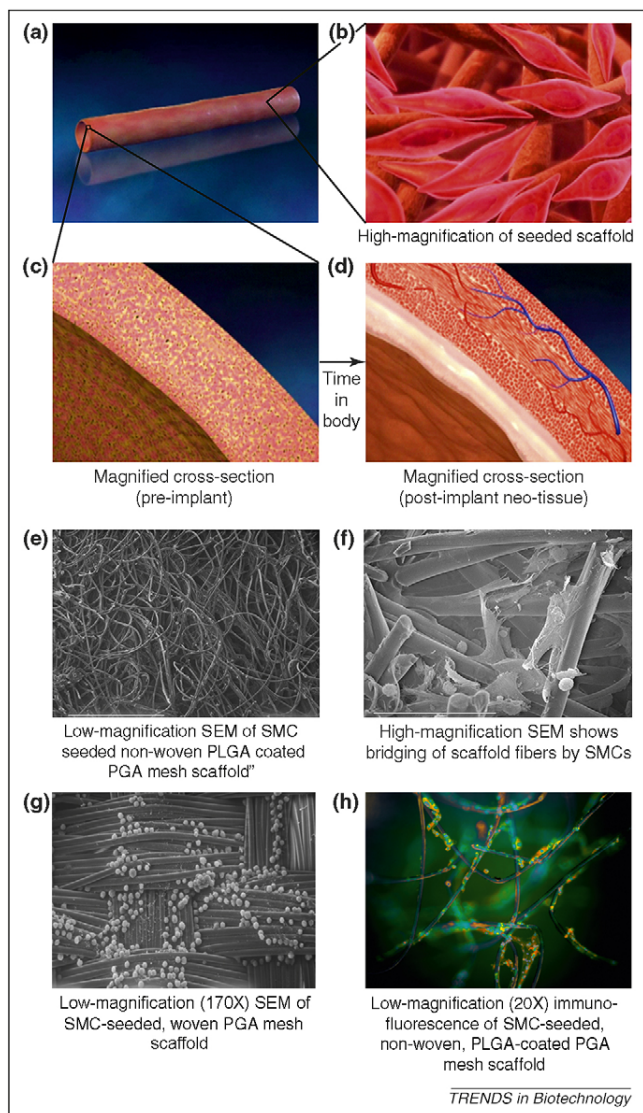 (a)
(b)
High-magnification of seeded scaffold
(c)
(d)
Time
in
body
Magnified cross-section
(pre-implant)
Magnified cross-section
(post-implant neo-tissue)
(e)
(f)
Low-magnification SEM of SMC
seeded non-woven PLGA coated
PGA mesh scaffold”
High-magnification SEM shows
bridging of scaffold fibers by SMCs
(g)
(h)
Low-magnification (170X) SEM of
SMC-seeded, woven PGA mesh
scaffold
Low-magnification (20X) immuno-
fluorescence of SMC-seeded,
non-woven, PLGA-coated PGA
mesh scaffold
TRENDS in Biotechnology